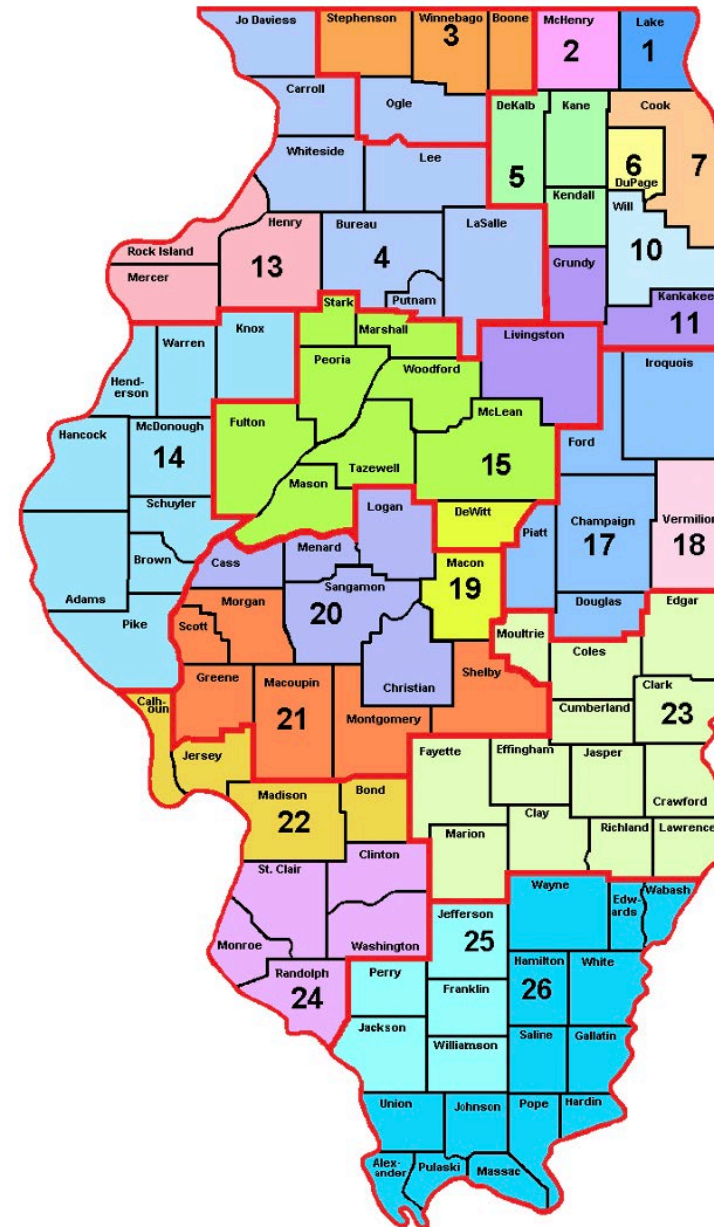 Jo Daviess
Stephenson
Winnebago
Boone
3
McHenry
2
Lake
1
Carroll
Ogle
DeKalb
5
Kane
Cook
7
Whiteside
Lee
6
DuPage
Kendall
Will
10
Rock Island
Henry
13
Mercer
Bureau
4
Putnam
LaSalle
Grundy
Kankakee
11
Stark
Marshall
Knox
Warren
Hend-
erson
Peoria
Woodford
Livingston
Iroquois
Hancock
McDonough
14
Fulton
McLean
15
Tazewell
Mason
Ford
Schuyler
Brown
Adams
Pike
Logan
DeWitt
Piatt
Champaign
17
Vermilion
18
Cass
Menard
Sangamon
20
Macon
19
Douglas
Edgar
Morgan
Scott
Moultrie
Coles
Greene
Macoupin
21
Christian
Shelby
Montgomery
Clark
23
Cumberland
Calh-
oun
Jersey
Fayette
Effingham
Jasper
Crawford
Madison
22
Bond
Clay
Richland
Lawrence
Marion
Clinton
St. Clair
Wayne
Edw-
ards
Wabash
Monroe
Washington
Jefferson
25
Randolph
24
Perry
Hamilton
26
White
Franklin
Jackson
Williamson
Saline
Gallatin
Union
Johnson
Pope
Hardin
Alex-
ander
Pulaski
Massac